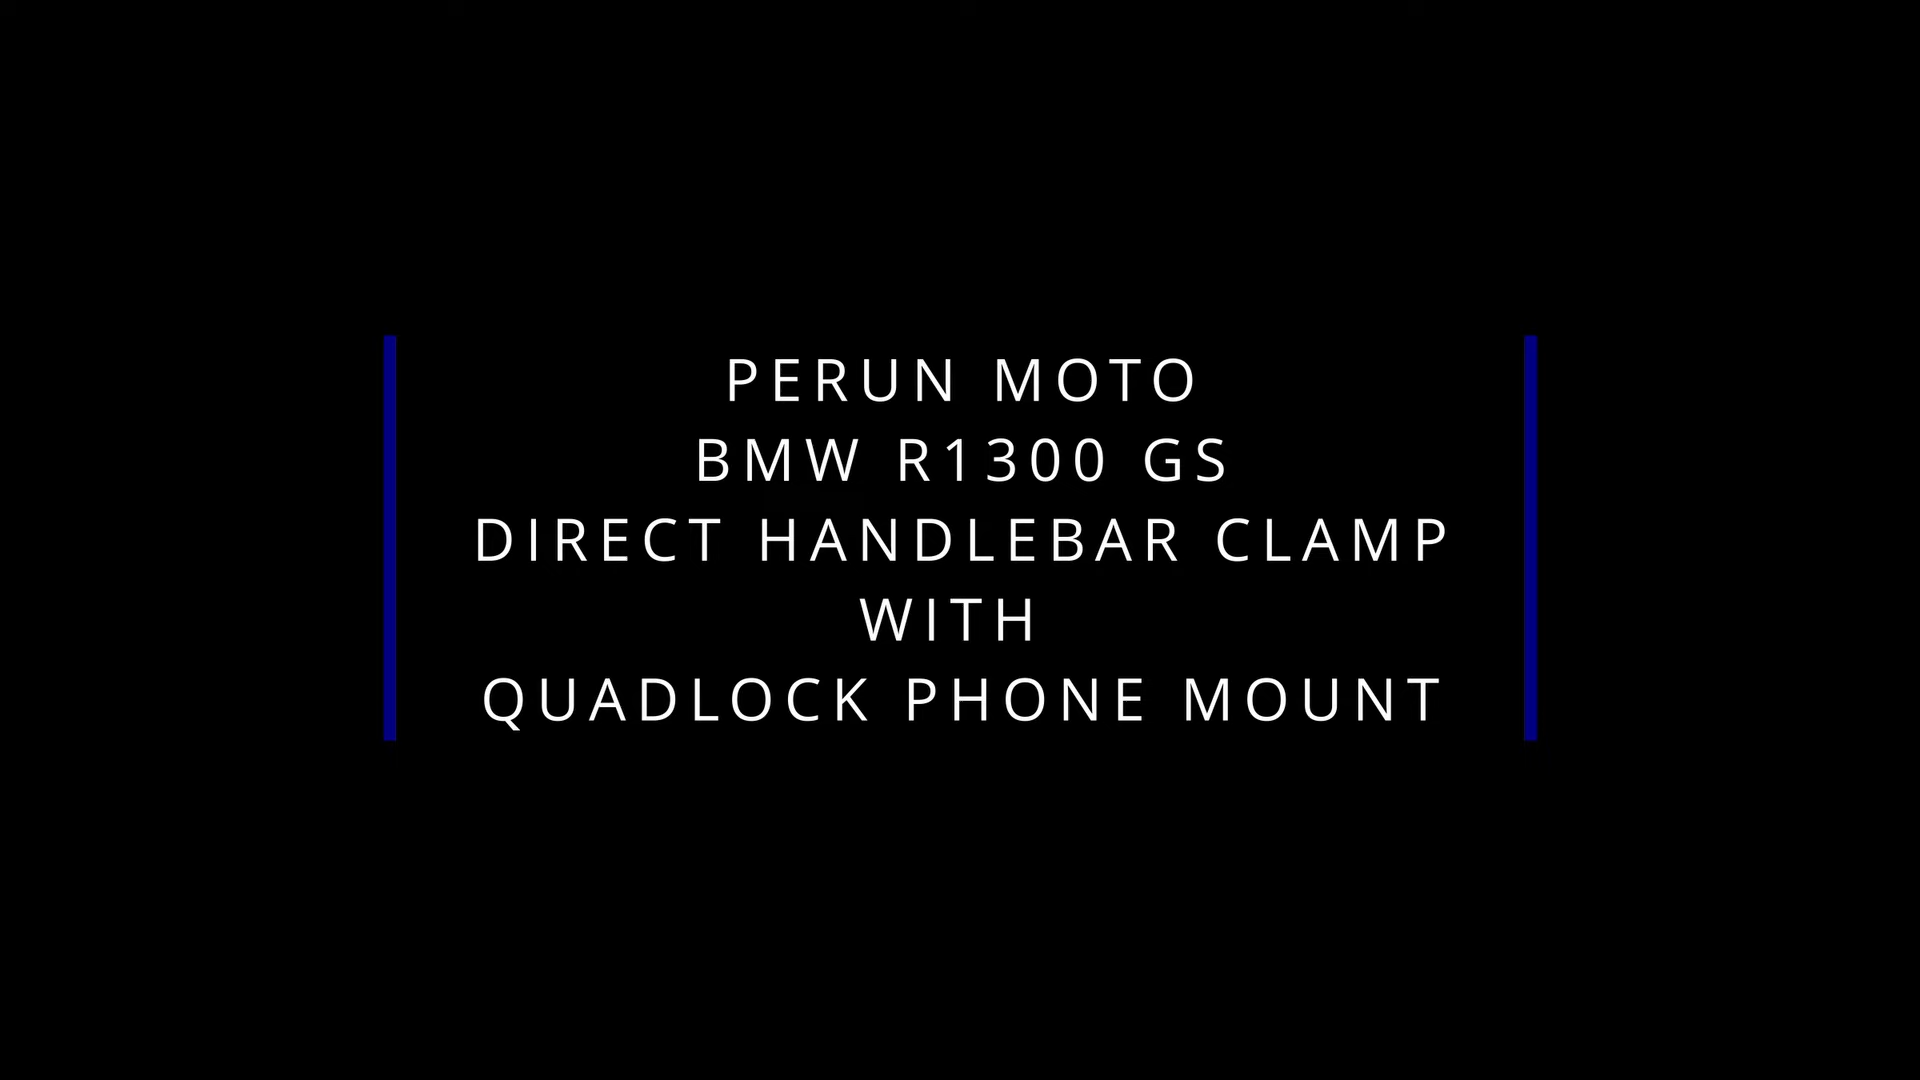 PERUN MOTO
BMW R1300 GS
DIRECT HANDLEBAR CLAMP
WITH
QUADLOCK PHONE MOUNT